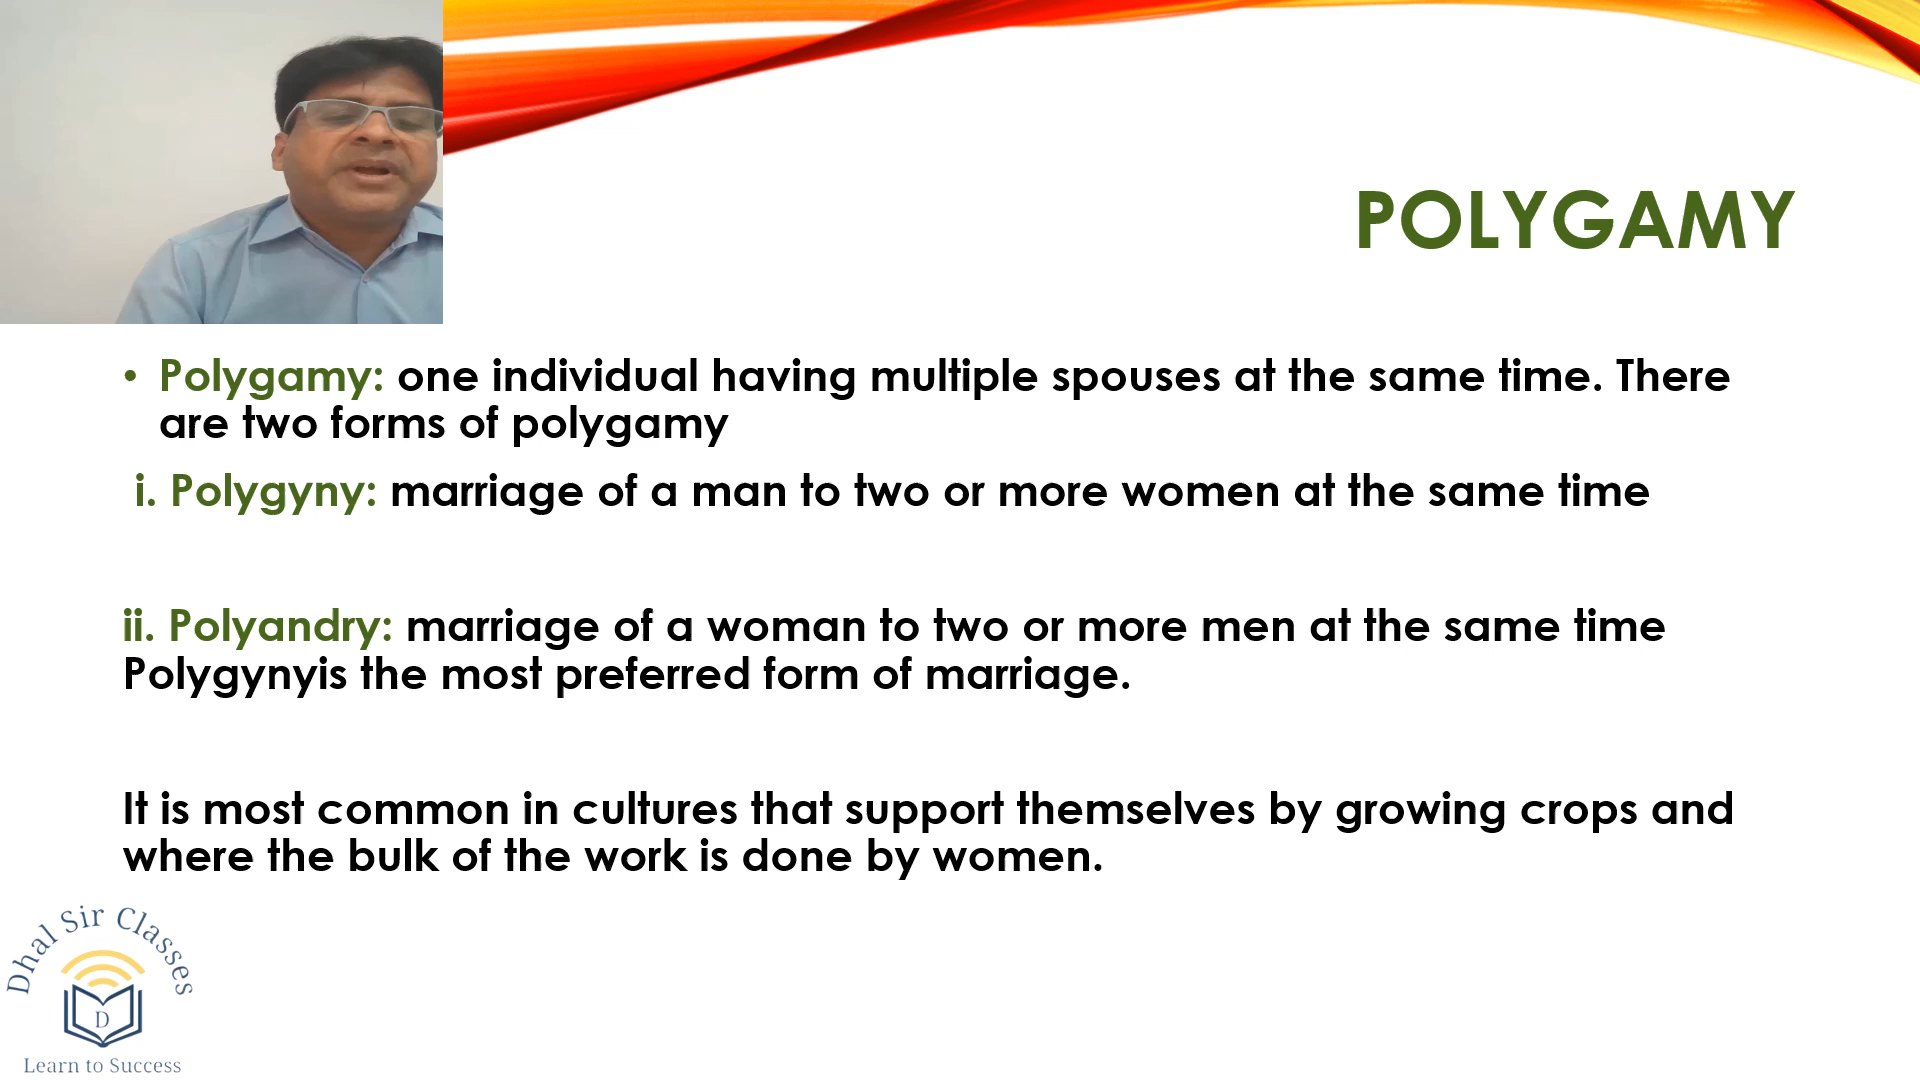 POLYGAMY
• Polygamy: one individual having multiple spouses at the same time. There
are two forms of polygamy
i. Polygyny: marriage of a man to two or more women at the same time
ii. Polyandry: marriage of a woman to two or more men at the same time
Polygynyis the most preferred form of marriage.
It is most common in cultures that support themselves by growing crops and
where the bulk of the work is done by women.
Dhal Sir Classes
D
Learn to Success